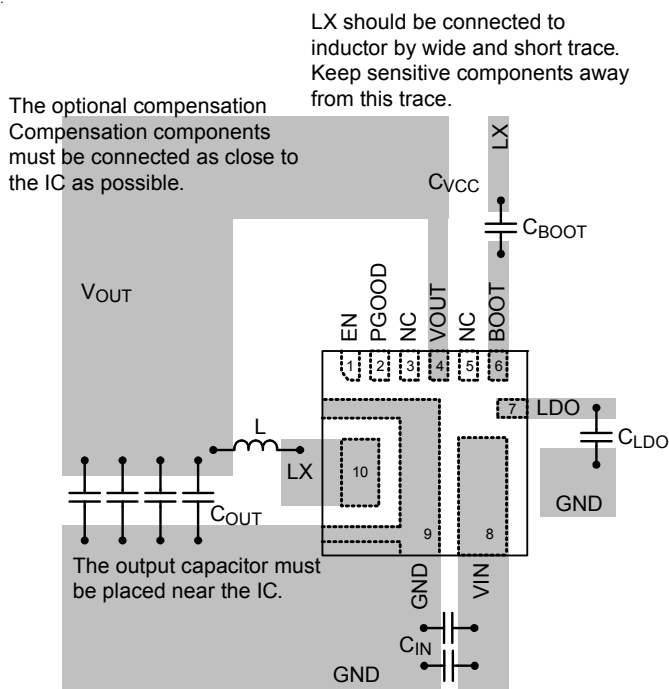 LX should be connected to
inductor by wide and short trace.
Keep sensitive components away
from this trace.
The optional compensation
Compensation components
must be connected as close to
the IC as possible.
LX
CVCC
CBOOT
VOUT
EN
PGOOD
NC
VOUT
NC
BOOT
1
2
3
4
5
6
7
LDO
CLDO
GND
L
LX
10
9
8
COUT
The output capacitor must
be placed near the IC.
GND
VIN
CIN
GND